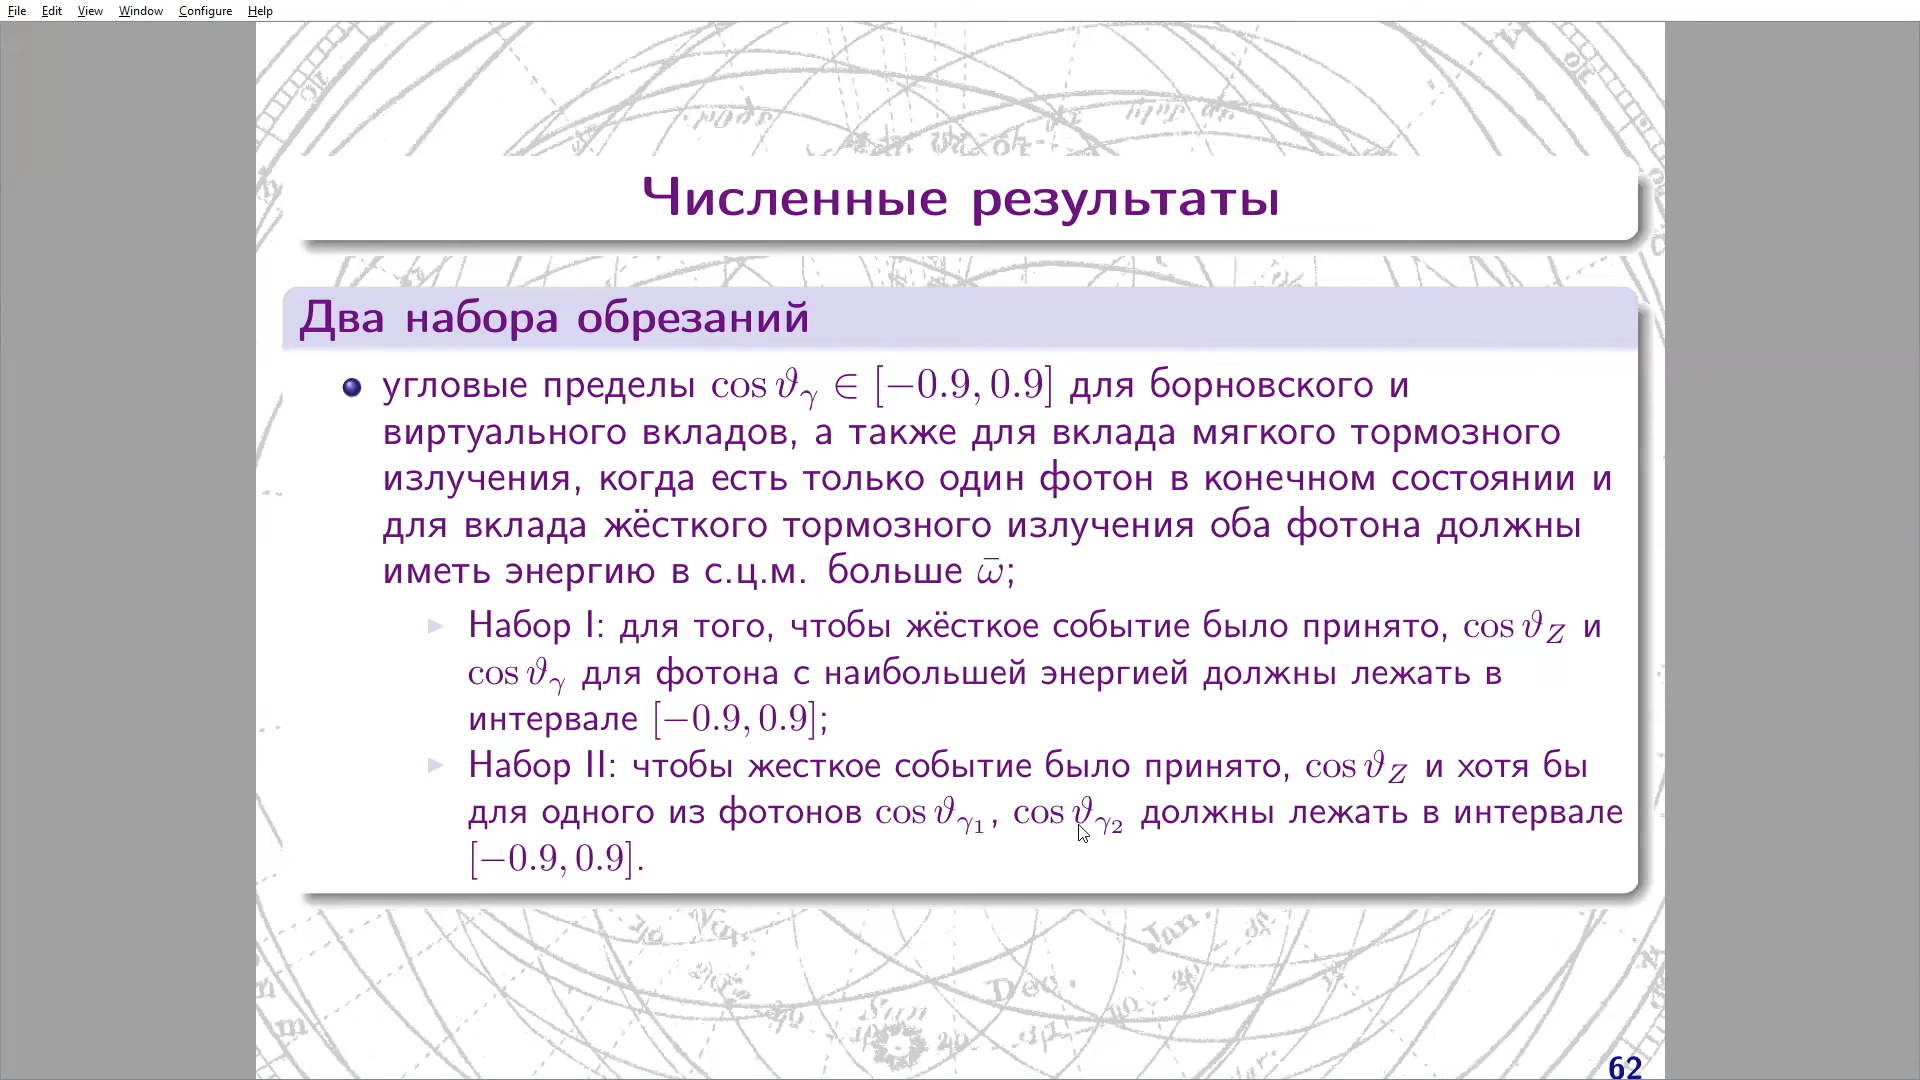 File Edit View Window Configure Help
Численные результаты
Два набора обрезаний
угловые пределы cos ϑ_γ ∈ [−0.9, 0.9] для борновского и
виртуального вкладов, а также для вклада мягкого тормозного
излучения, когда есть только один фотон в конечном состоянии и
для вклада жёсткого тормозного излучения оба фотона должны
иметь энергию в с.ц.м. больше ω̄;
Набор I: для того, чтобы жёсткое событие было принято, cos ϑ_Z и
cos ϑ_γ для фотона с наибольшей энергией должны лежать в
интервале [−0.9, 0.9];
Набор II: чтобы жесткое событие было принято, cos ϑ_Z и хотя бы
для одного из фотонов cos ϑ_γ₁, cos ϑ_γ₂ должны лежать в интервале
[−0.9, 0.9].
Jan.
Dec.
Sun
62